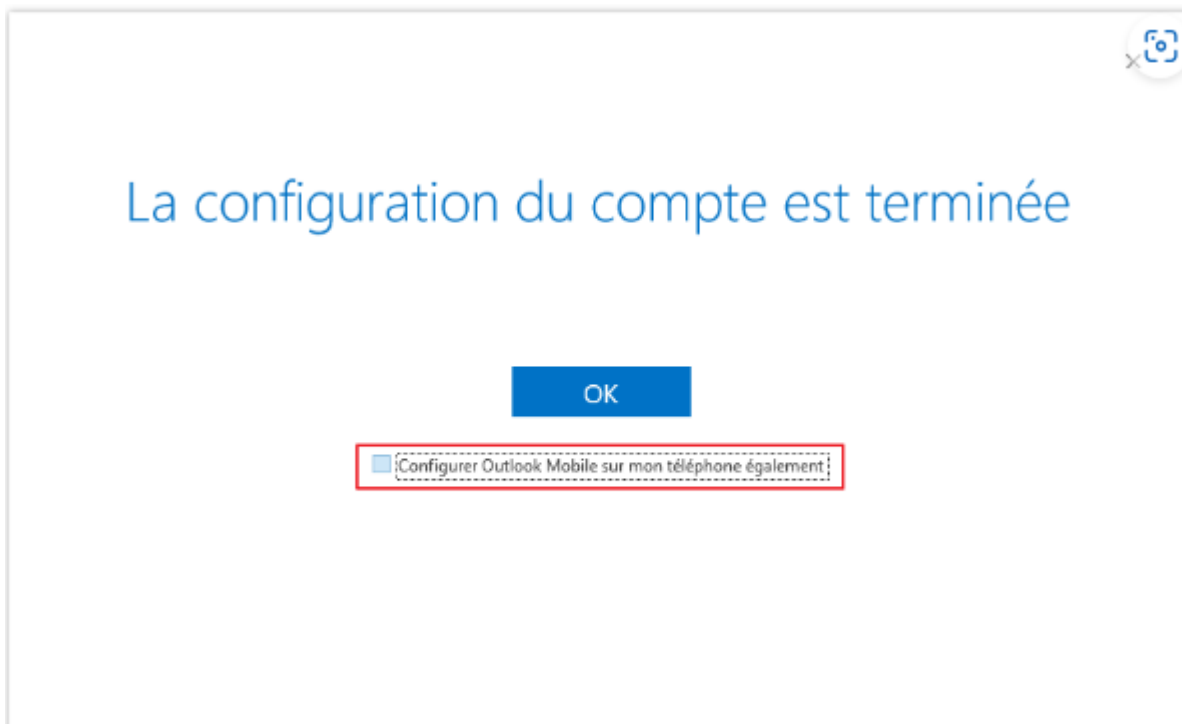 La configuration du compte est terminée
OK
Configurer Outlook Mobile sur mon téléphone également